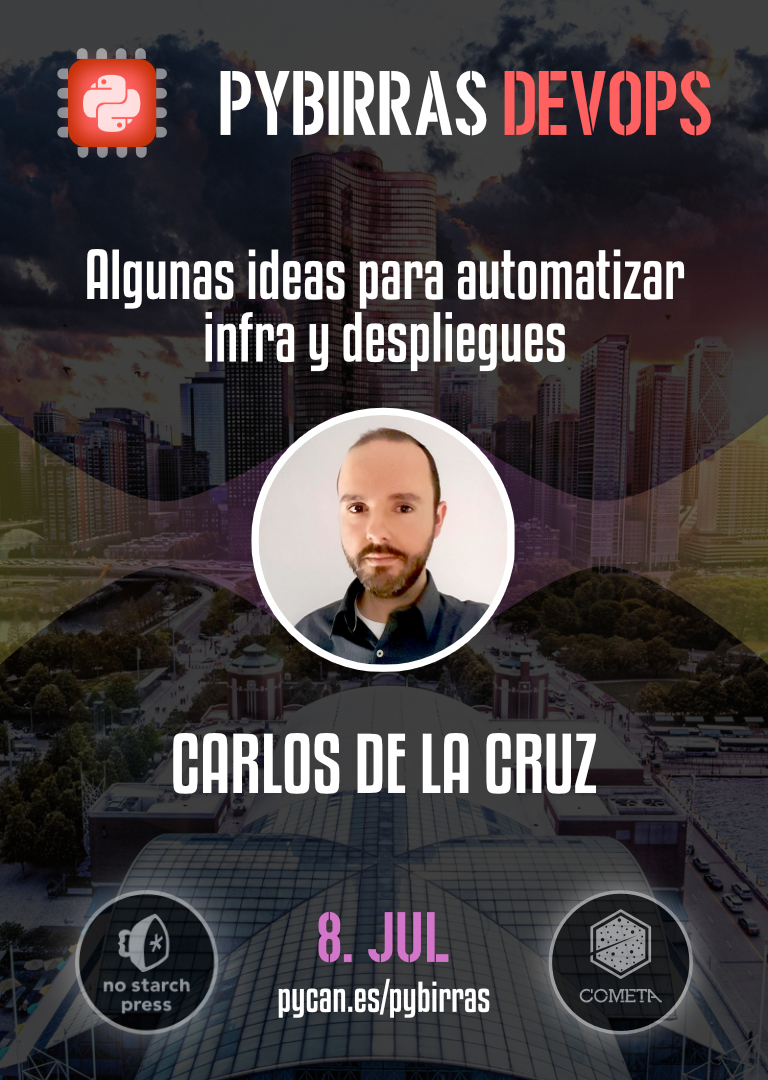 PYBIRRAS DEVOPS
Algunas ideas para automatizar
infra y despliegues
CARLOS DE LA CRUZ
8. JUL
pycan.es/pybirras
no starch
press
COMETA